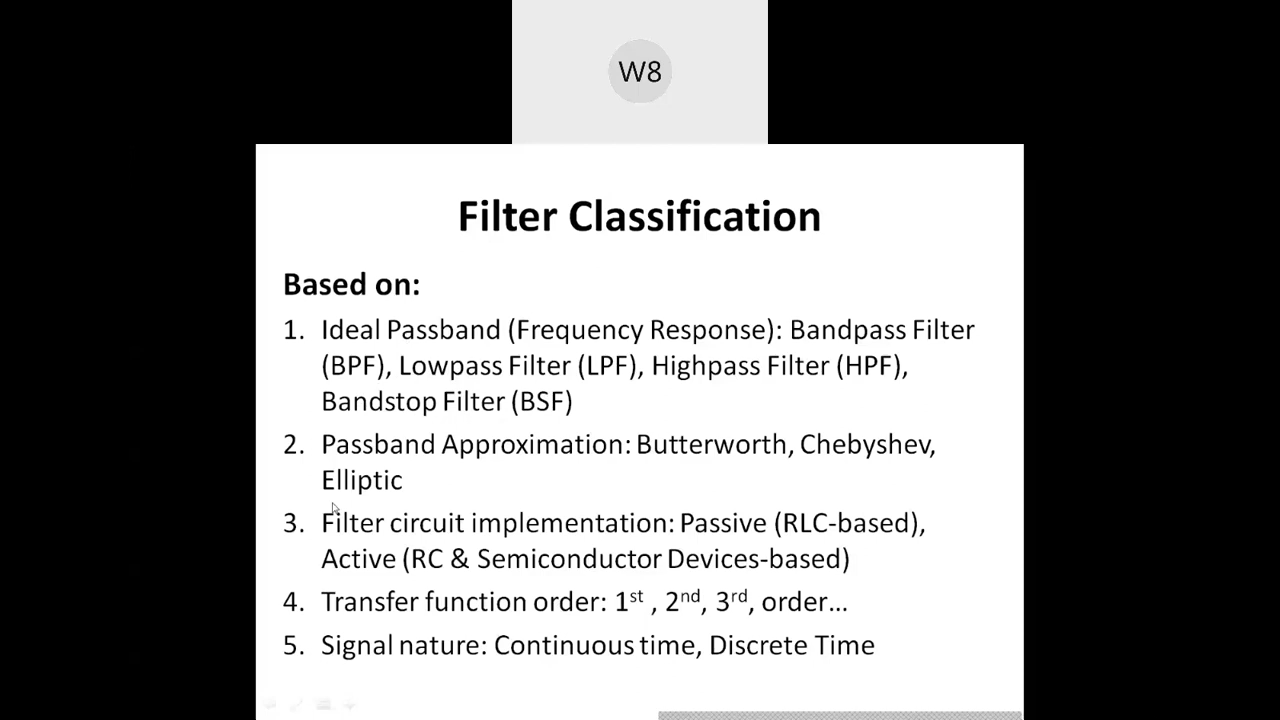 W8
Filter Classification
Based on:
1. Ideal Passband (Frequency Response): Bandpass Filter
(BPF), Lowpass Filter (LPF), Highpass Filter (HPF),
Bandstop Filter (BSF)
2. Passband Approximation: Butterworth, Chebyshev,
Elliptic
3. Filter circuit implementation: Passive (RLC-based),
Active (RC & Semiconductor Devices-based)
4. Transfer function order: 1st , 2nd, 3rd, order...
5. Signal nature: Continuous time, Discrete Time